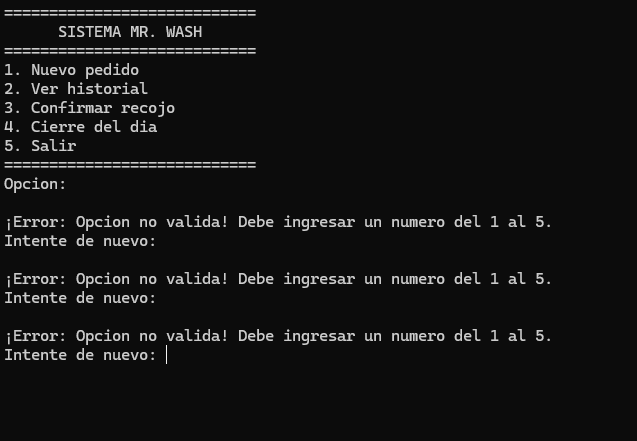 ============================
SISTEMA MR. WASH
============================
1. Nuevo pedido
2. Ver historial
3. Confirmar recojo
4. Cierre del dia
5. Salir
============================
Opcion:
¡Error: Opcion no valida! Debe ingresar un numero del 1 al 5.
Intente de nuevo:
¡Error: Opcion no valida! Debe ingresar un numero del 1 al 5.
Intente de nuevo:
¡Error: Opcion no valida! Debe ingresar un numero del 1 al 5.
Intente de nuevo: